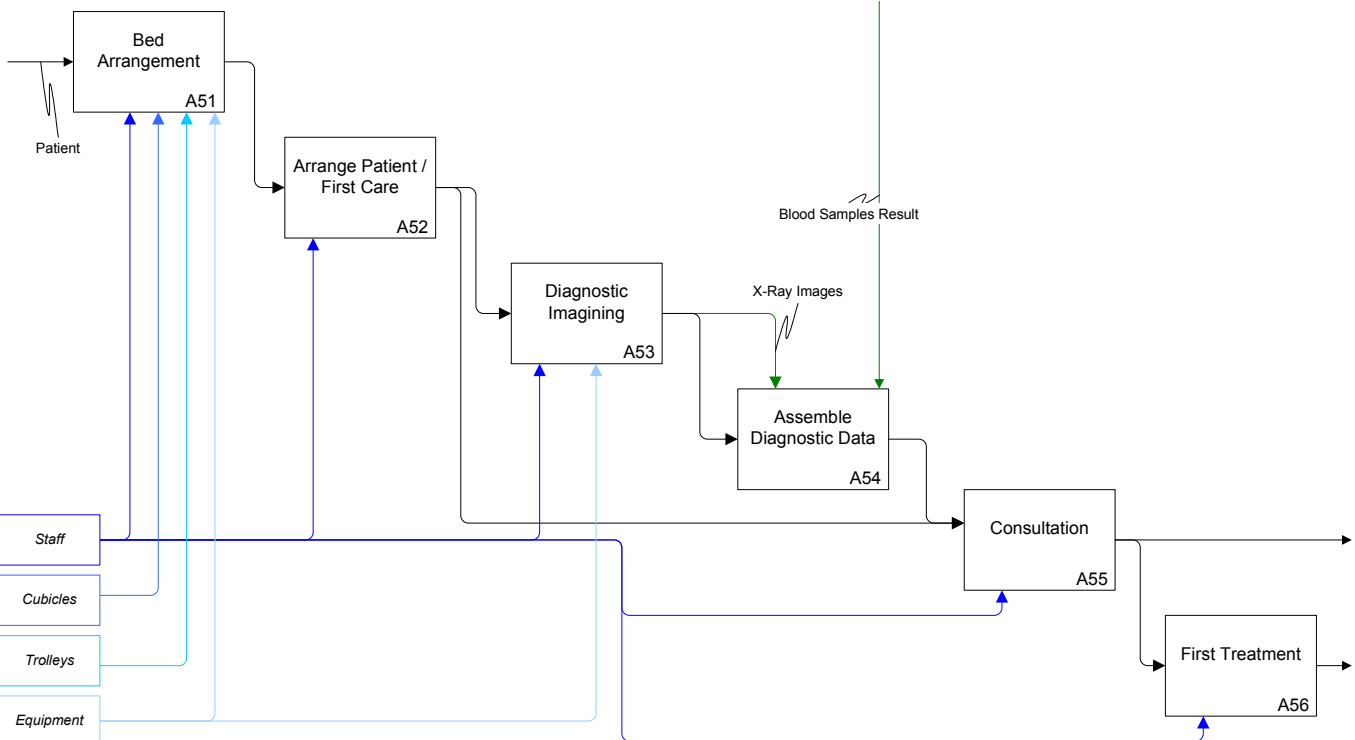 Bed
Arrangement
A51
Patient
Arrange Patient /
First Care
A52
Blood Samples Result
Diagnostic
Imagining
A53
X-Ray Images
Assemble
Diagnostic Data
A54
Consultation
A55
First Treatment
A56
Staff
Cubicles
Trolleys
Equipment